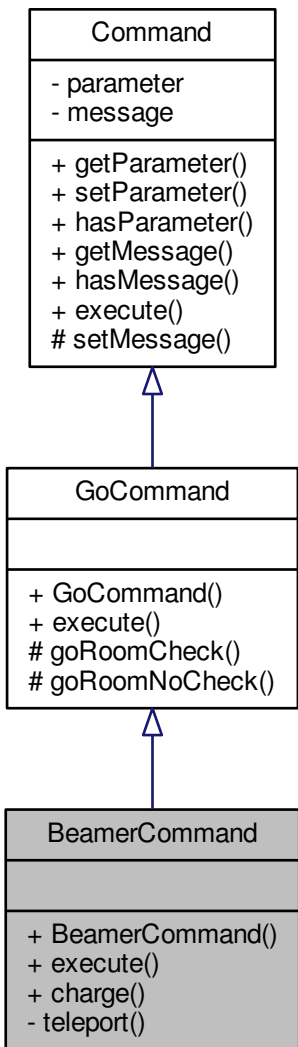 Command
- parameter
- message
+ getParameter()
+ setParameter()
+ hasParameter()
+ getMessage()
+ hasMessage()
+ execute()
# setMessage()
GoCommand
+ GoCommand()
+ execute()
# goRoomCheck()
# goRoomNoCheck()
BeamerCommand
+ BeamerCommand()
+ execute()
+ charge()
- teleport()